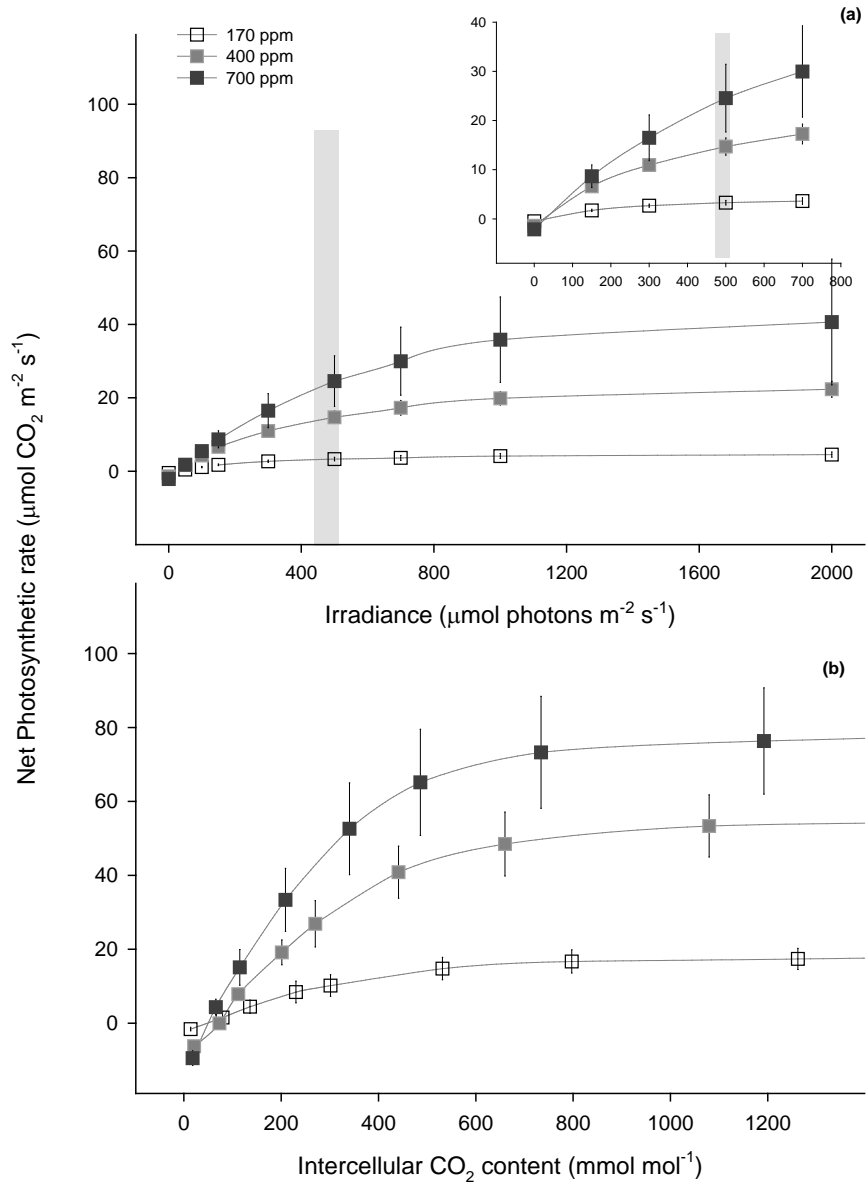 (a)
170 ppm
400 ppm
700 ppm
40
30
20
10
0
0 100 200 300 400 500 600 700 800
100
80
60
40
20
0
0 400 800 1200 1600 2000
Irradiance (μmol photons m⁻² s⁻¹)
Net Photosynthetic rate (μmol CO₂ m⁻² s⁻¹)
(b)
100
80
60
40
20
0
0 200 400 600 800 1000 1200
Intercellular CO₂ content (mmol mol⁻¹)